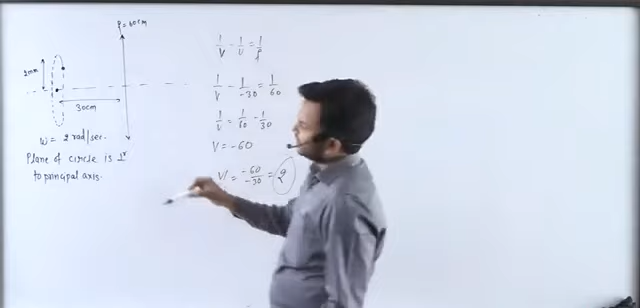 f = 60cm
2mm
30cm
ω = 2 rad/sec.
Plane of circle is ⊥r
to principal axis.
1/V - 1/u = 1/f
1/V - 1/-30 = 1/60
1/V = 1/60 - 1/30
V = -60
M = -60/-30 = 2